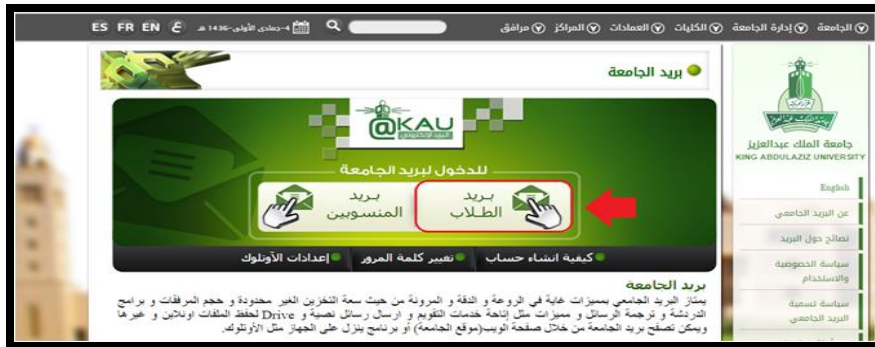 الجامعة إدارة الجامعة الكليات العمادات المراكز مرافق
4-جمادى الأولى-1436 هـ
ع EN FR ES
جامعة الملك عبدالعزيز
KING ABDULAZIZ UNIVERSITY
English
عن البريد الجامعي
نصائح حول البريد
سياسة الخصوصية
والاستخدام
سياسة تسمية
البريد الجامعي
بريد الجامعة
@KAU
البريد الإلكتروني
للدخول لبريد الجامعة
بريد
الطلاب
بريد
المنسوبين
كيفية انشاء حساب تغيير كلمة المرور إعدادات الأوتلوك
بريد الجامعة
يمتاز البريد الجامعي بمميزات غاية في الروعة و الدقة و المرونة من حيث سعة التخزين الغير محدودة و حجم المرفقات و برامج
الدردشة و ترجمة الرسائل و مميزات مثل إتاحة خدمات التقويم و ارسال رسائل نصية و Drive لحفظ الملفات اونلاين و غيرها
ويمكن تصفح بريد الجامعة من خلال صفحة الويب(موقع الجامعة) أو برنامج ينزل على الجهاز مثل الأوتلوك.